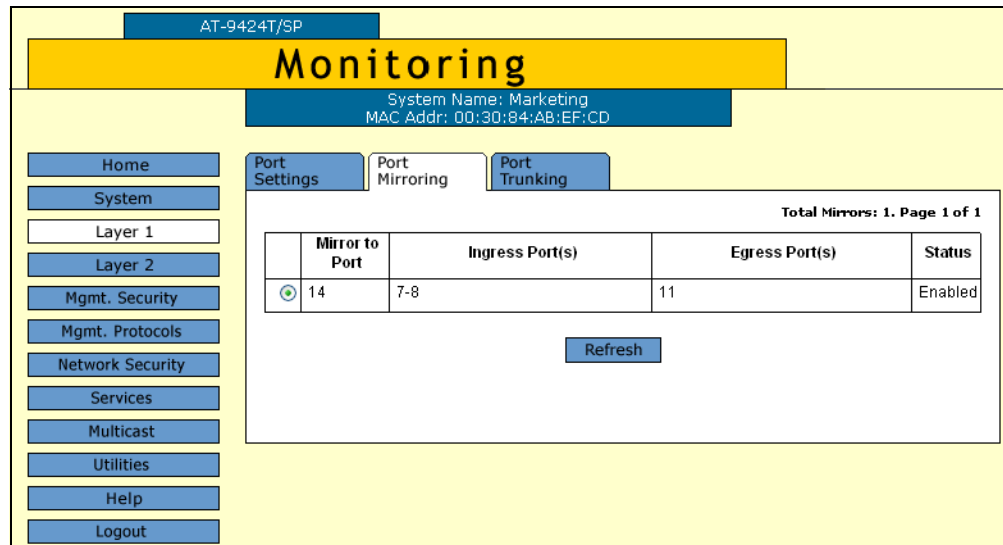 AT-9424T/SP
Monitoring
System Name: Marketing
MAC Addr: 00:30:84:AB:EF:CD
Home
System
Layer 1
Layer 2
Mgmt. Security
Mgmt. Protocols
Network Security
Services
Multicast
Utilities
Help
Logout
Port
Settings
Port
Mirroring
Port
Trunking
Total Mirrors: 1. Page 1 of 1
Mirror to
Port
Ingress Port(s)
Egress Port(s)
Status
14
7-8
11
Enabled
Refresh